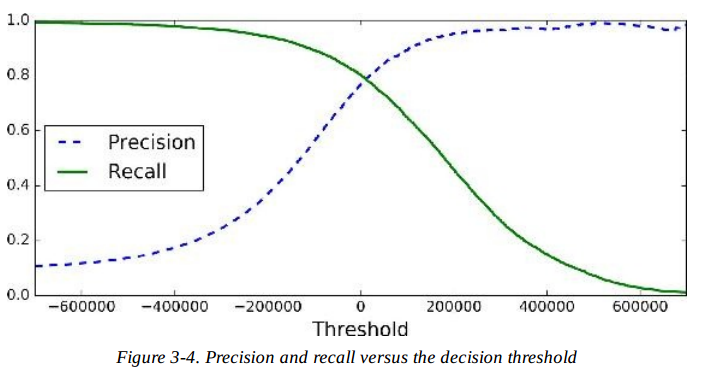 1.0
0.8
0.6
0.4
0.2
0.0
Precision
Recall
−600000 −400000 −200000 0 200000 400000 600000
Threshold
Figure 3-4. Precision and recall versus the decision threshold